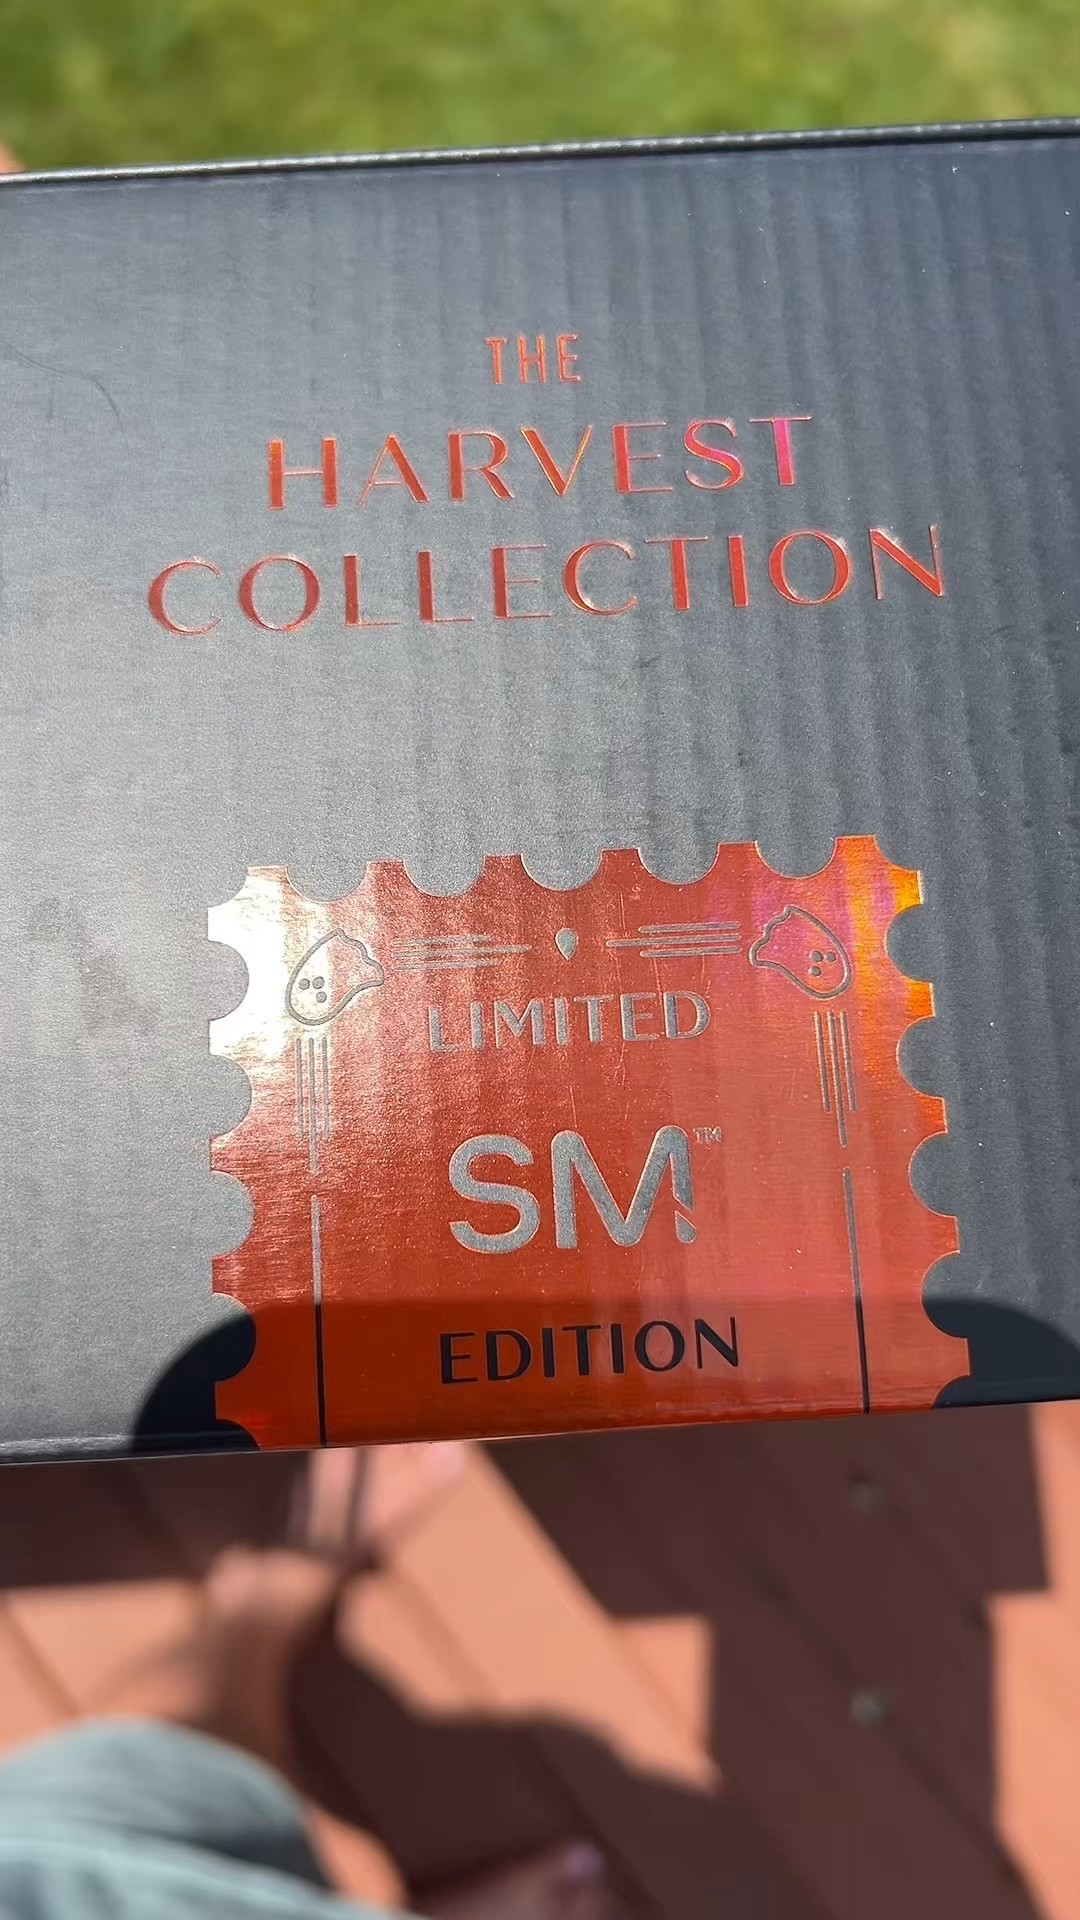 THE
HARVEST
COLLECTION
LIMITED
SM™
EDITION